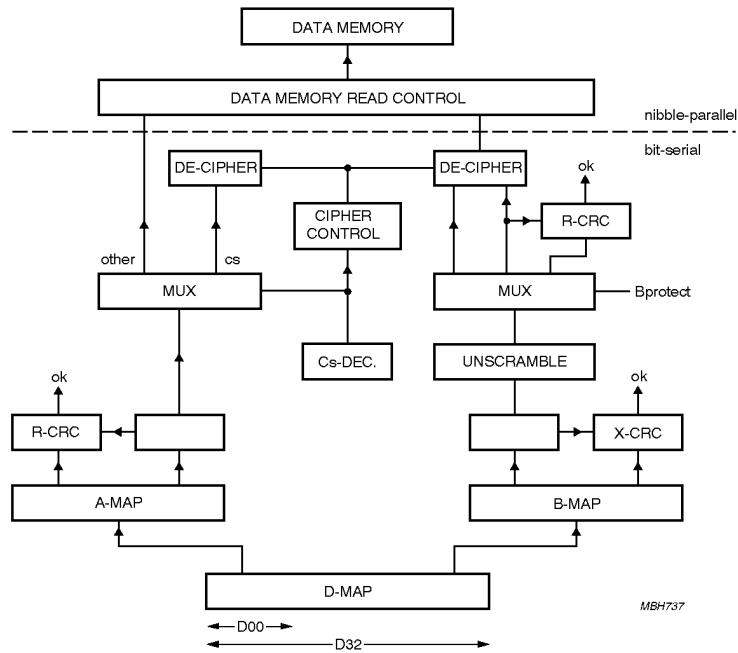 DATA MEMORY
DATA MEMORY READ CONTROL
nibble-parallel
bit-serial
DE-CIPHER
DE-CIPHER
ok
CIPHER
CONTROL
R-CRC
other
cs
MUX
MUX
Bprotect
Cs-DEC.
UNSCRAMBLE
ok
ok
R-CRC
X-CRC
A-MAP
B-MAP
D-MAP
MBH737
D00
D32